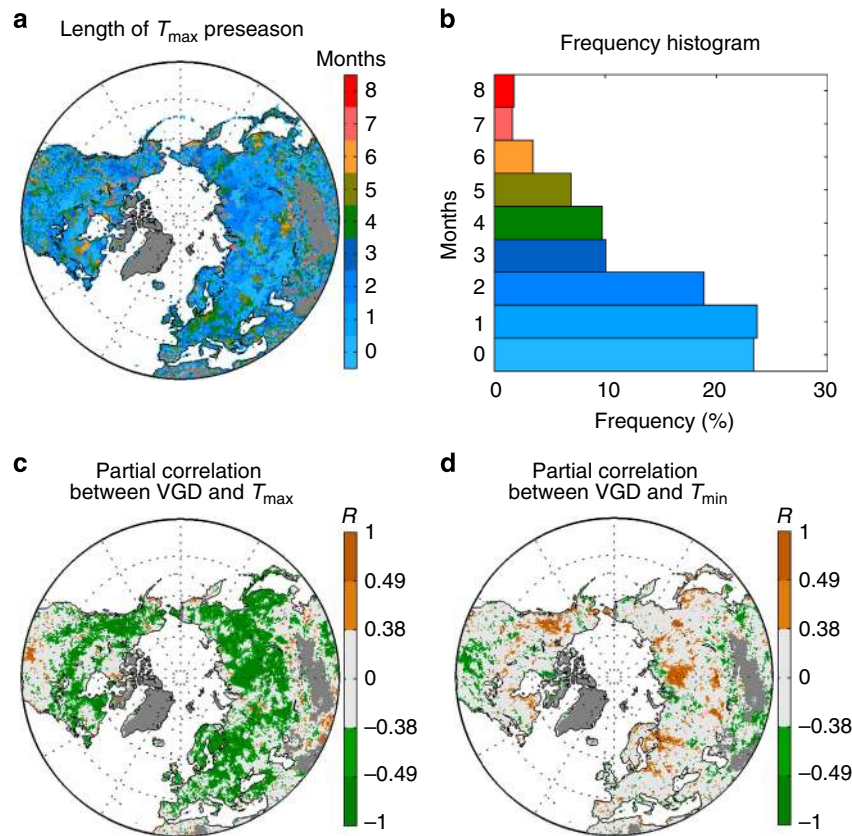 a
Length of Tmax preseason
Months
8
7
6
5
4
3
2
1
0
b
Frequency histogram
Months
8
7
6
5
4
3
2
1
0
0 10 20 30
Frequency (%)
c
Partial correlation
between VGD and Tmax
R
1
0.49
0.38
0
−0.38
−0.49
−1
d
Partial correlation
between VGD and Tmin
R
1
0.49
0.38
0
−0.38
−0.49
−1